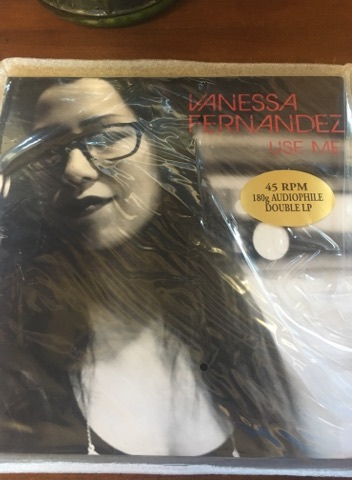 VANESSA
FERNANDEZ
USE ME
45 RPM
180g AUDIOPHILE
DOUBLE LP